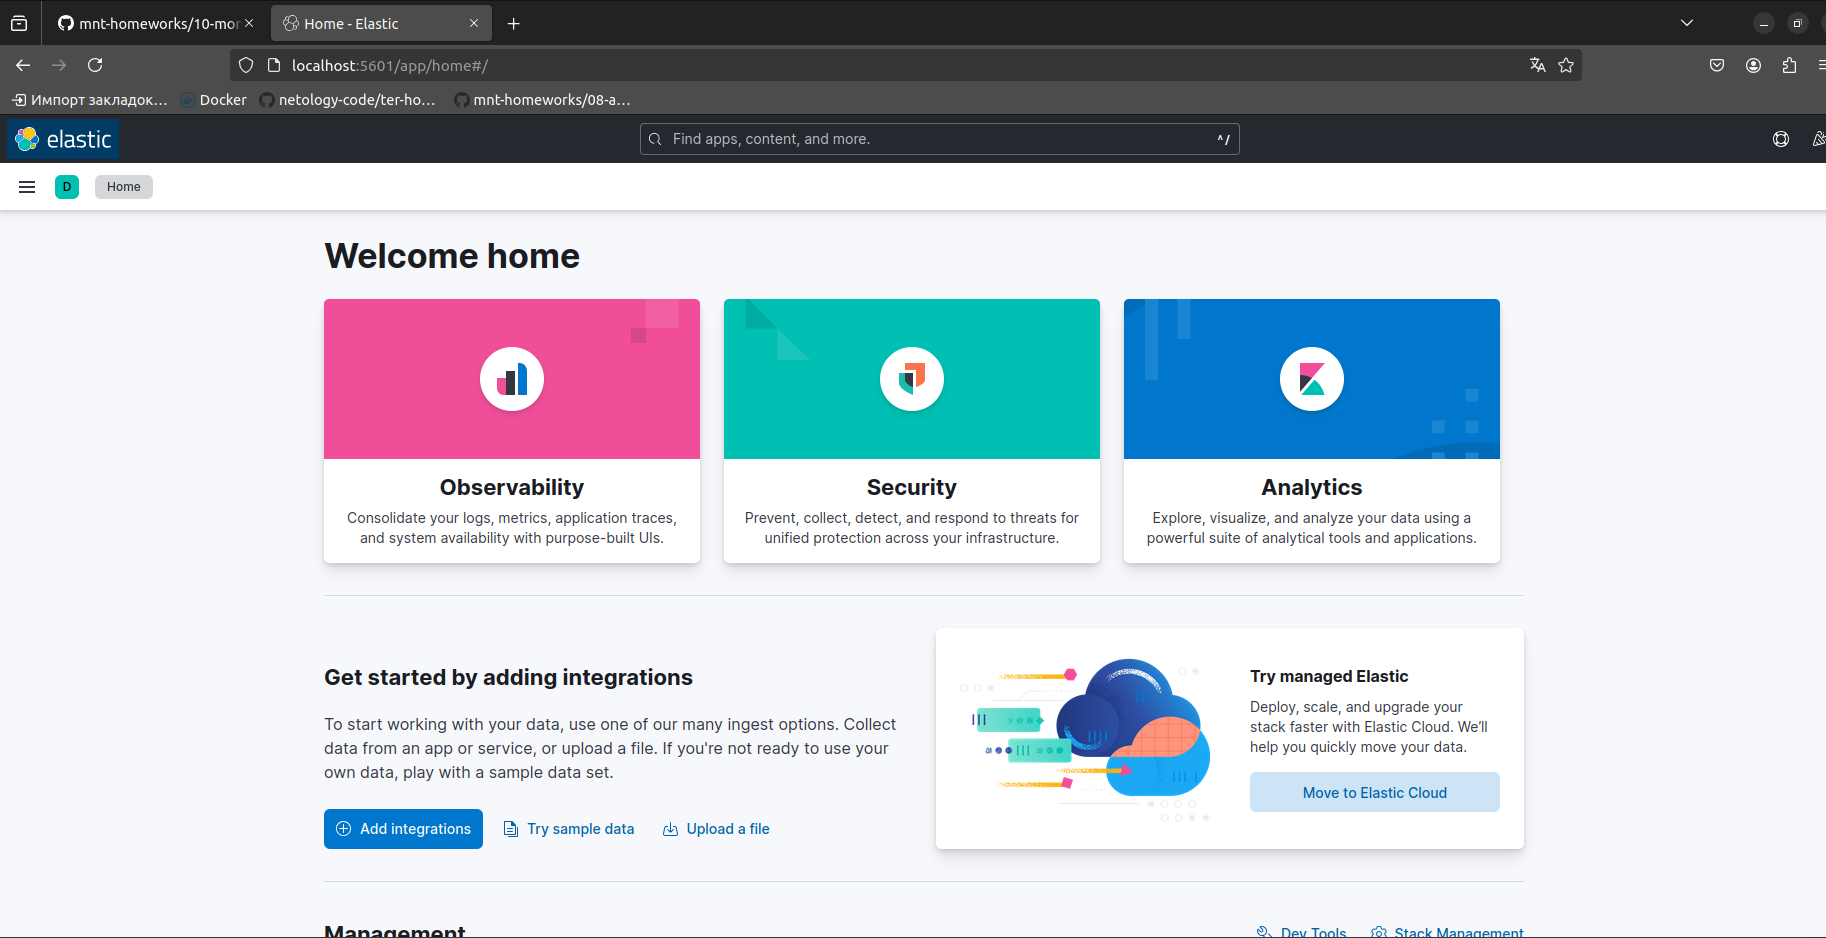 mnt-homeworks/10-mor
Home - Elastic
localhost:5601/app/home#/
Импорт закладок…
Docker
netology-code/ter-ho…
mnt-homeworks/08-a…
elastic
Find apps, content, and more.
^/
D
Home
Welcome home
Observability
Consolidate your logs, metrics, application traces,
and system availability with purpose-built UIs.
Security
Prevent, collect, detect, and respond to threats for
unified protection across your infrastructure.
Analytics
Explore, visualize, and analyze your data using a
powerful suite of analytical tools and applications.
Get started by adding integrations
To start working with your data, use one of our many ingest options. Collect
data from an app or service, or upload a file. If you're not ready to use your
own data, play with a sample data set.
Add integrations
Try sample data
Upload a file
Try managed Elastic
Deploy, scale, and upgrade your
stack faster with Elastic Cloud. We’ll
help you quickly move your data.
Move to Elastic Cloud
Management
Dev Tools
Stack Management